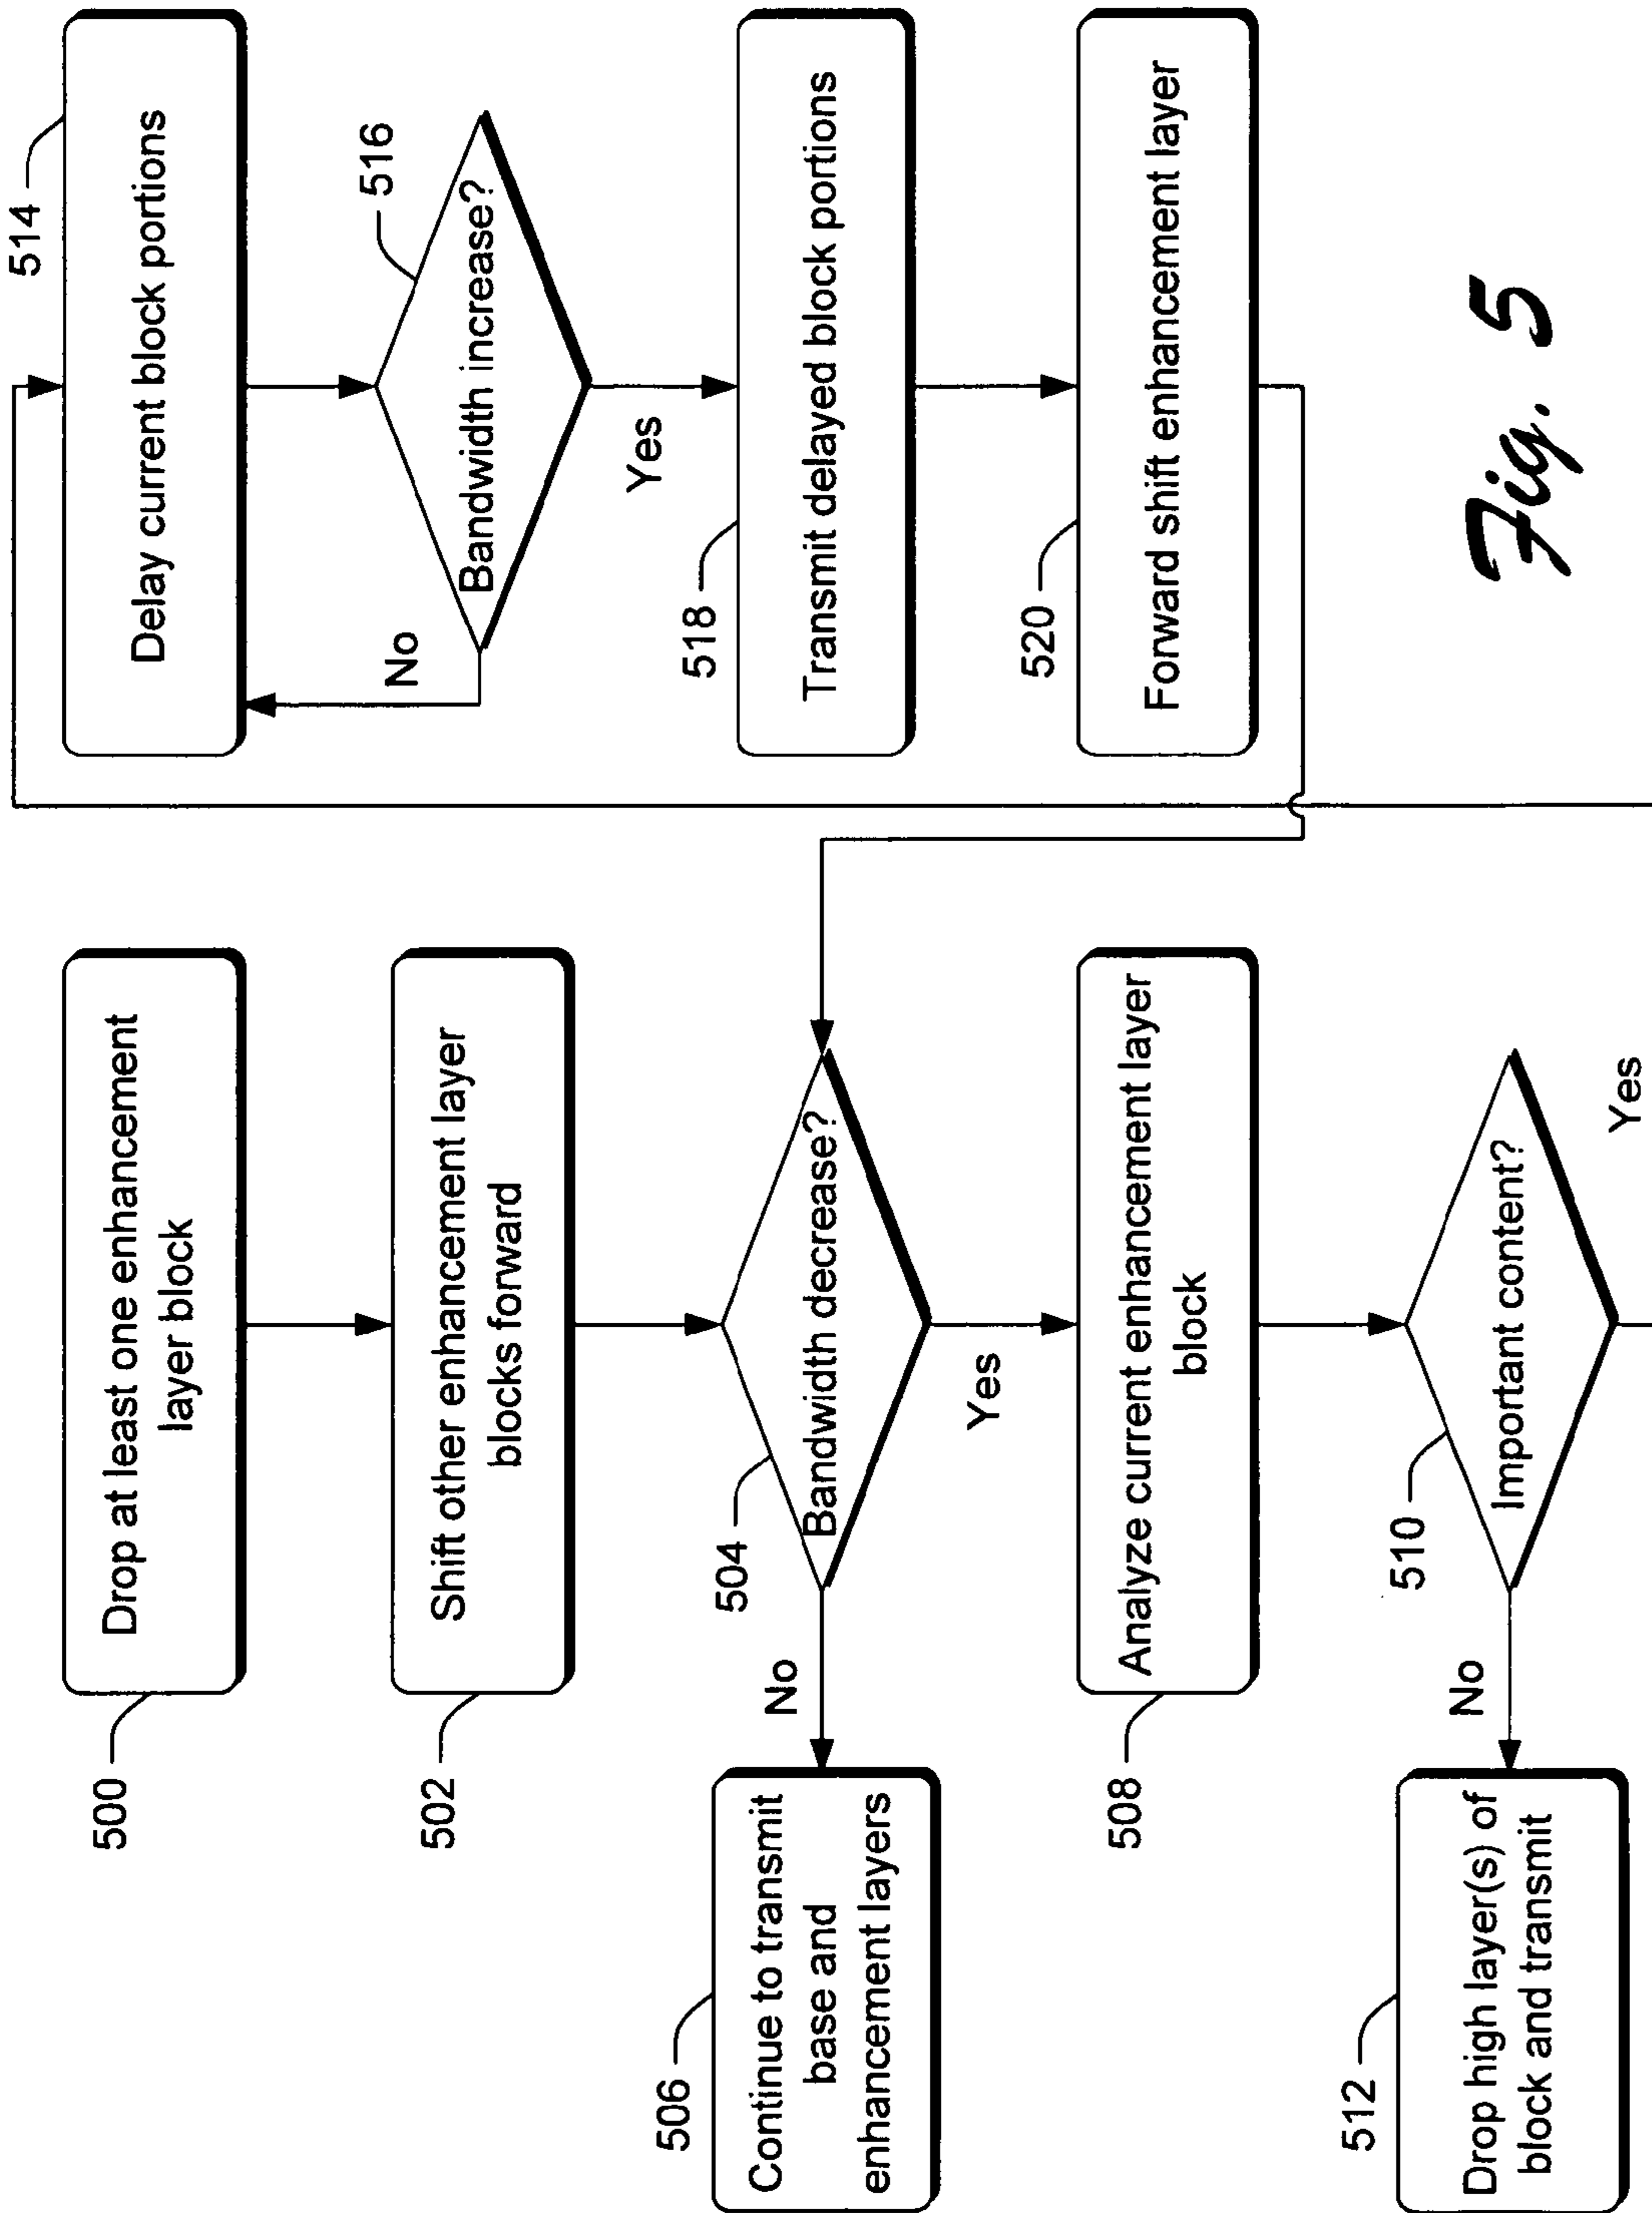 500
Drop at least one enhancement
layer block
502
Shift other enhancement layer
blocks forward
504
Bandwidth decrease?
No
506
Continue to transmit
base and
enhancement layers
Yes
508
Analyze current enhancement layer
block
510
Important content?
No
512
Drop high layer(s) of
block and transmit
Yes
514
Delay current block portions
516
Bandwidth increase?
No
Yes
518
Transmit delayed block portions
520
Forward shift enhancement layer
Fig. 5